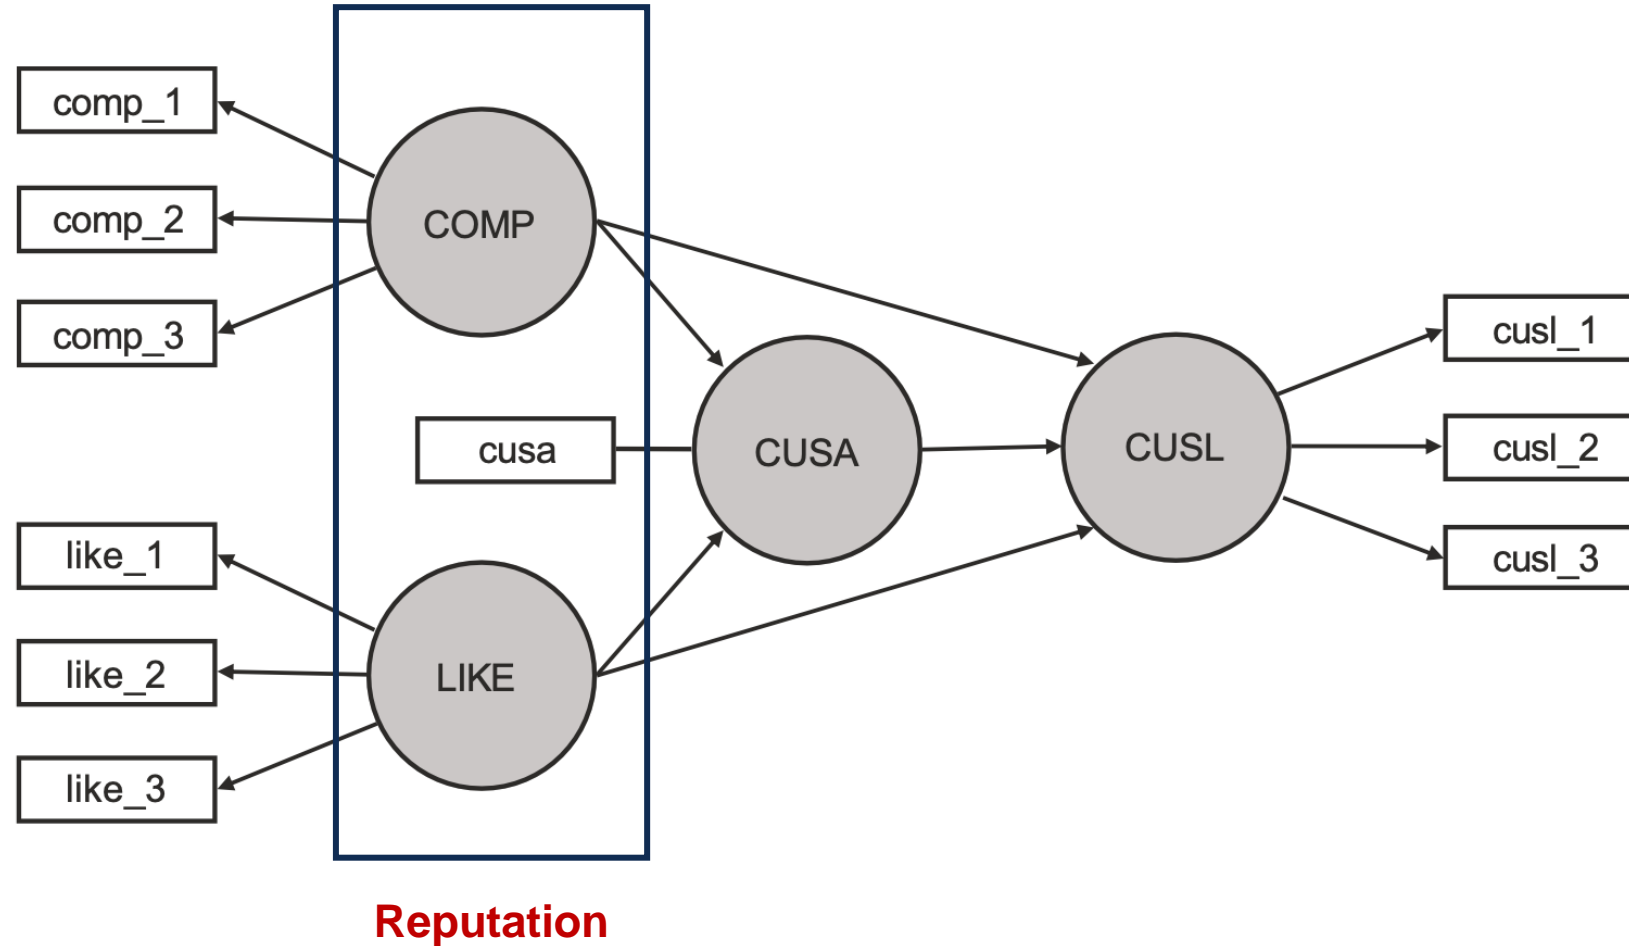 comp_1
comp_2
comp_3
COMP
cusa
CUSA
CUSL
cusl_1
cusl_2
cusl_3
like_1
like_2
like_3
LIKE
Reputation